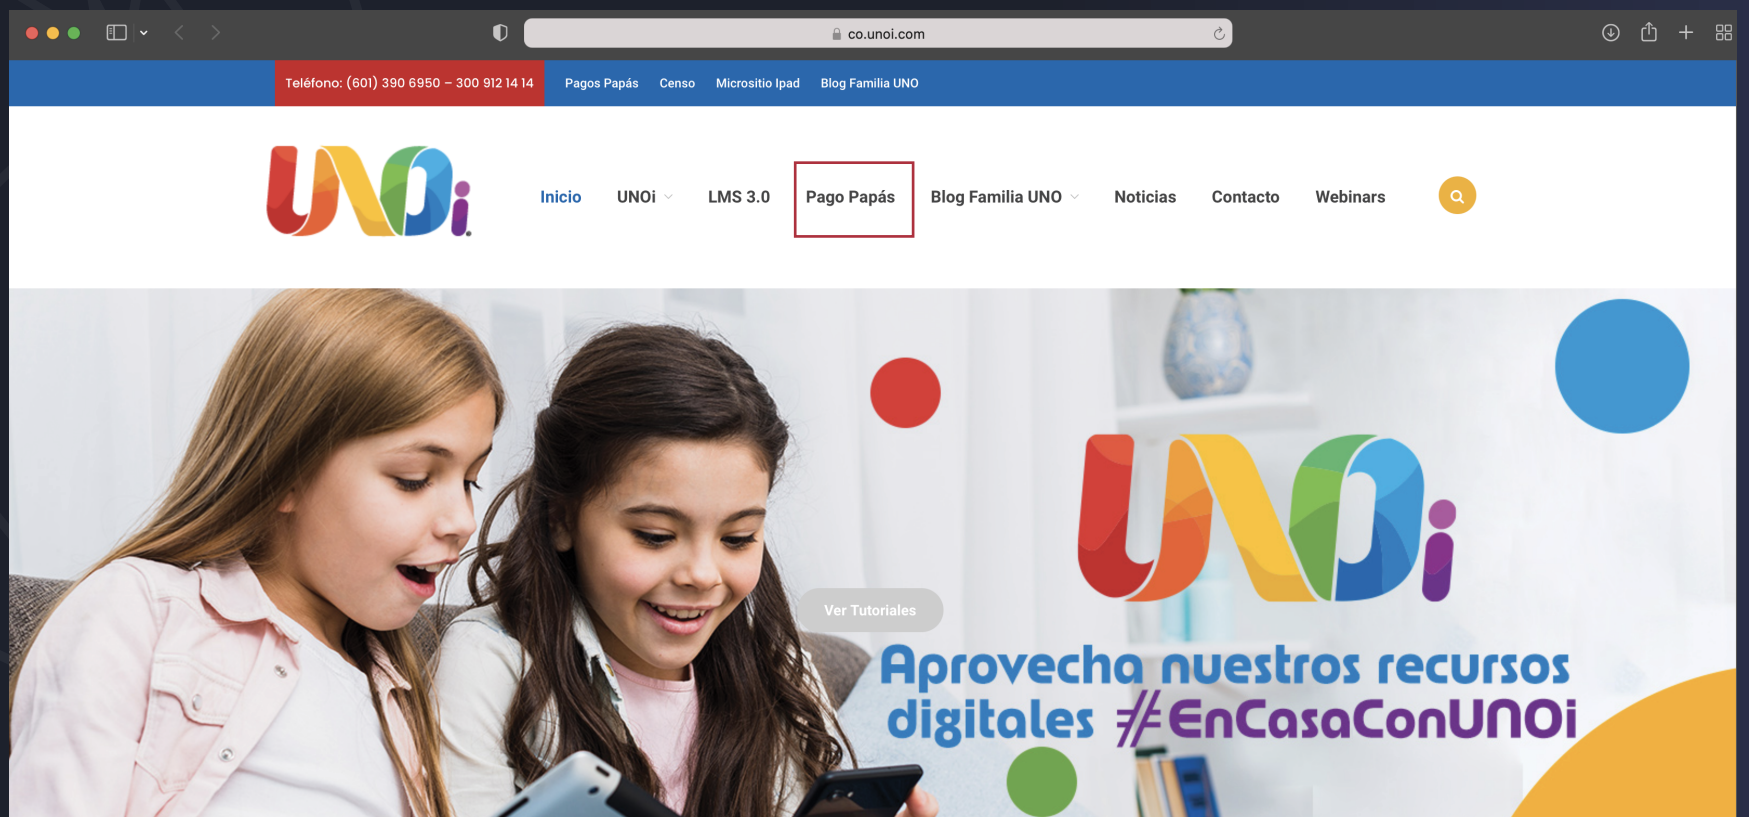 co.unoi.com
Teléfono: (601) 390 6950 – 300 912 14 14 Pagos Papás Censo Micrositio Ipad Blog Familia UNO
UNOi Inicio UNOi LMS 3.0 Pago Papás Blog Familia UNO Noticias Contacto Webinars
UNOi
Ver Tutoriales
Aprovecha nuestros recursos
digitales #EnCasaConUNOi